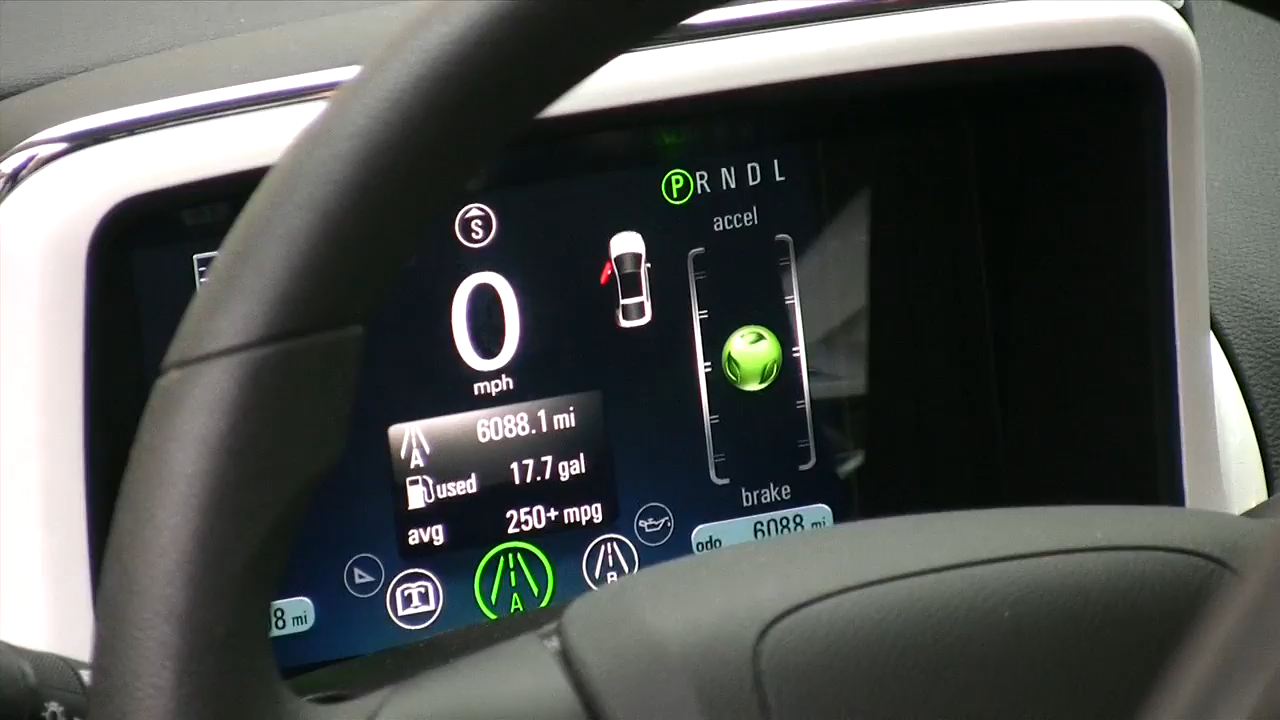 P R N D L
accel
S
0
mph
A 6088.1 mi
used 17.7 gal
avg 250+ mpg
brake
odo 6088 mi
T
A
B
8 mi